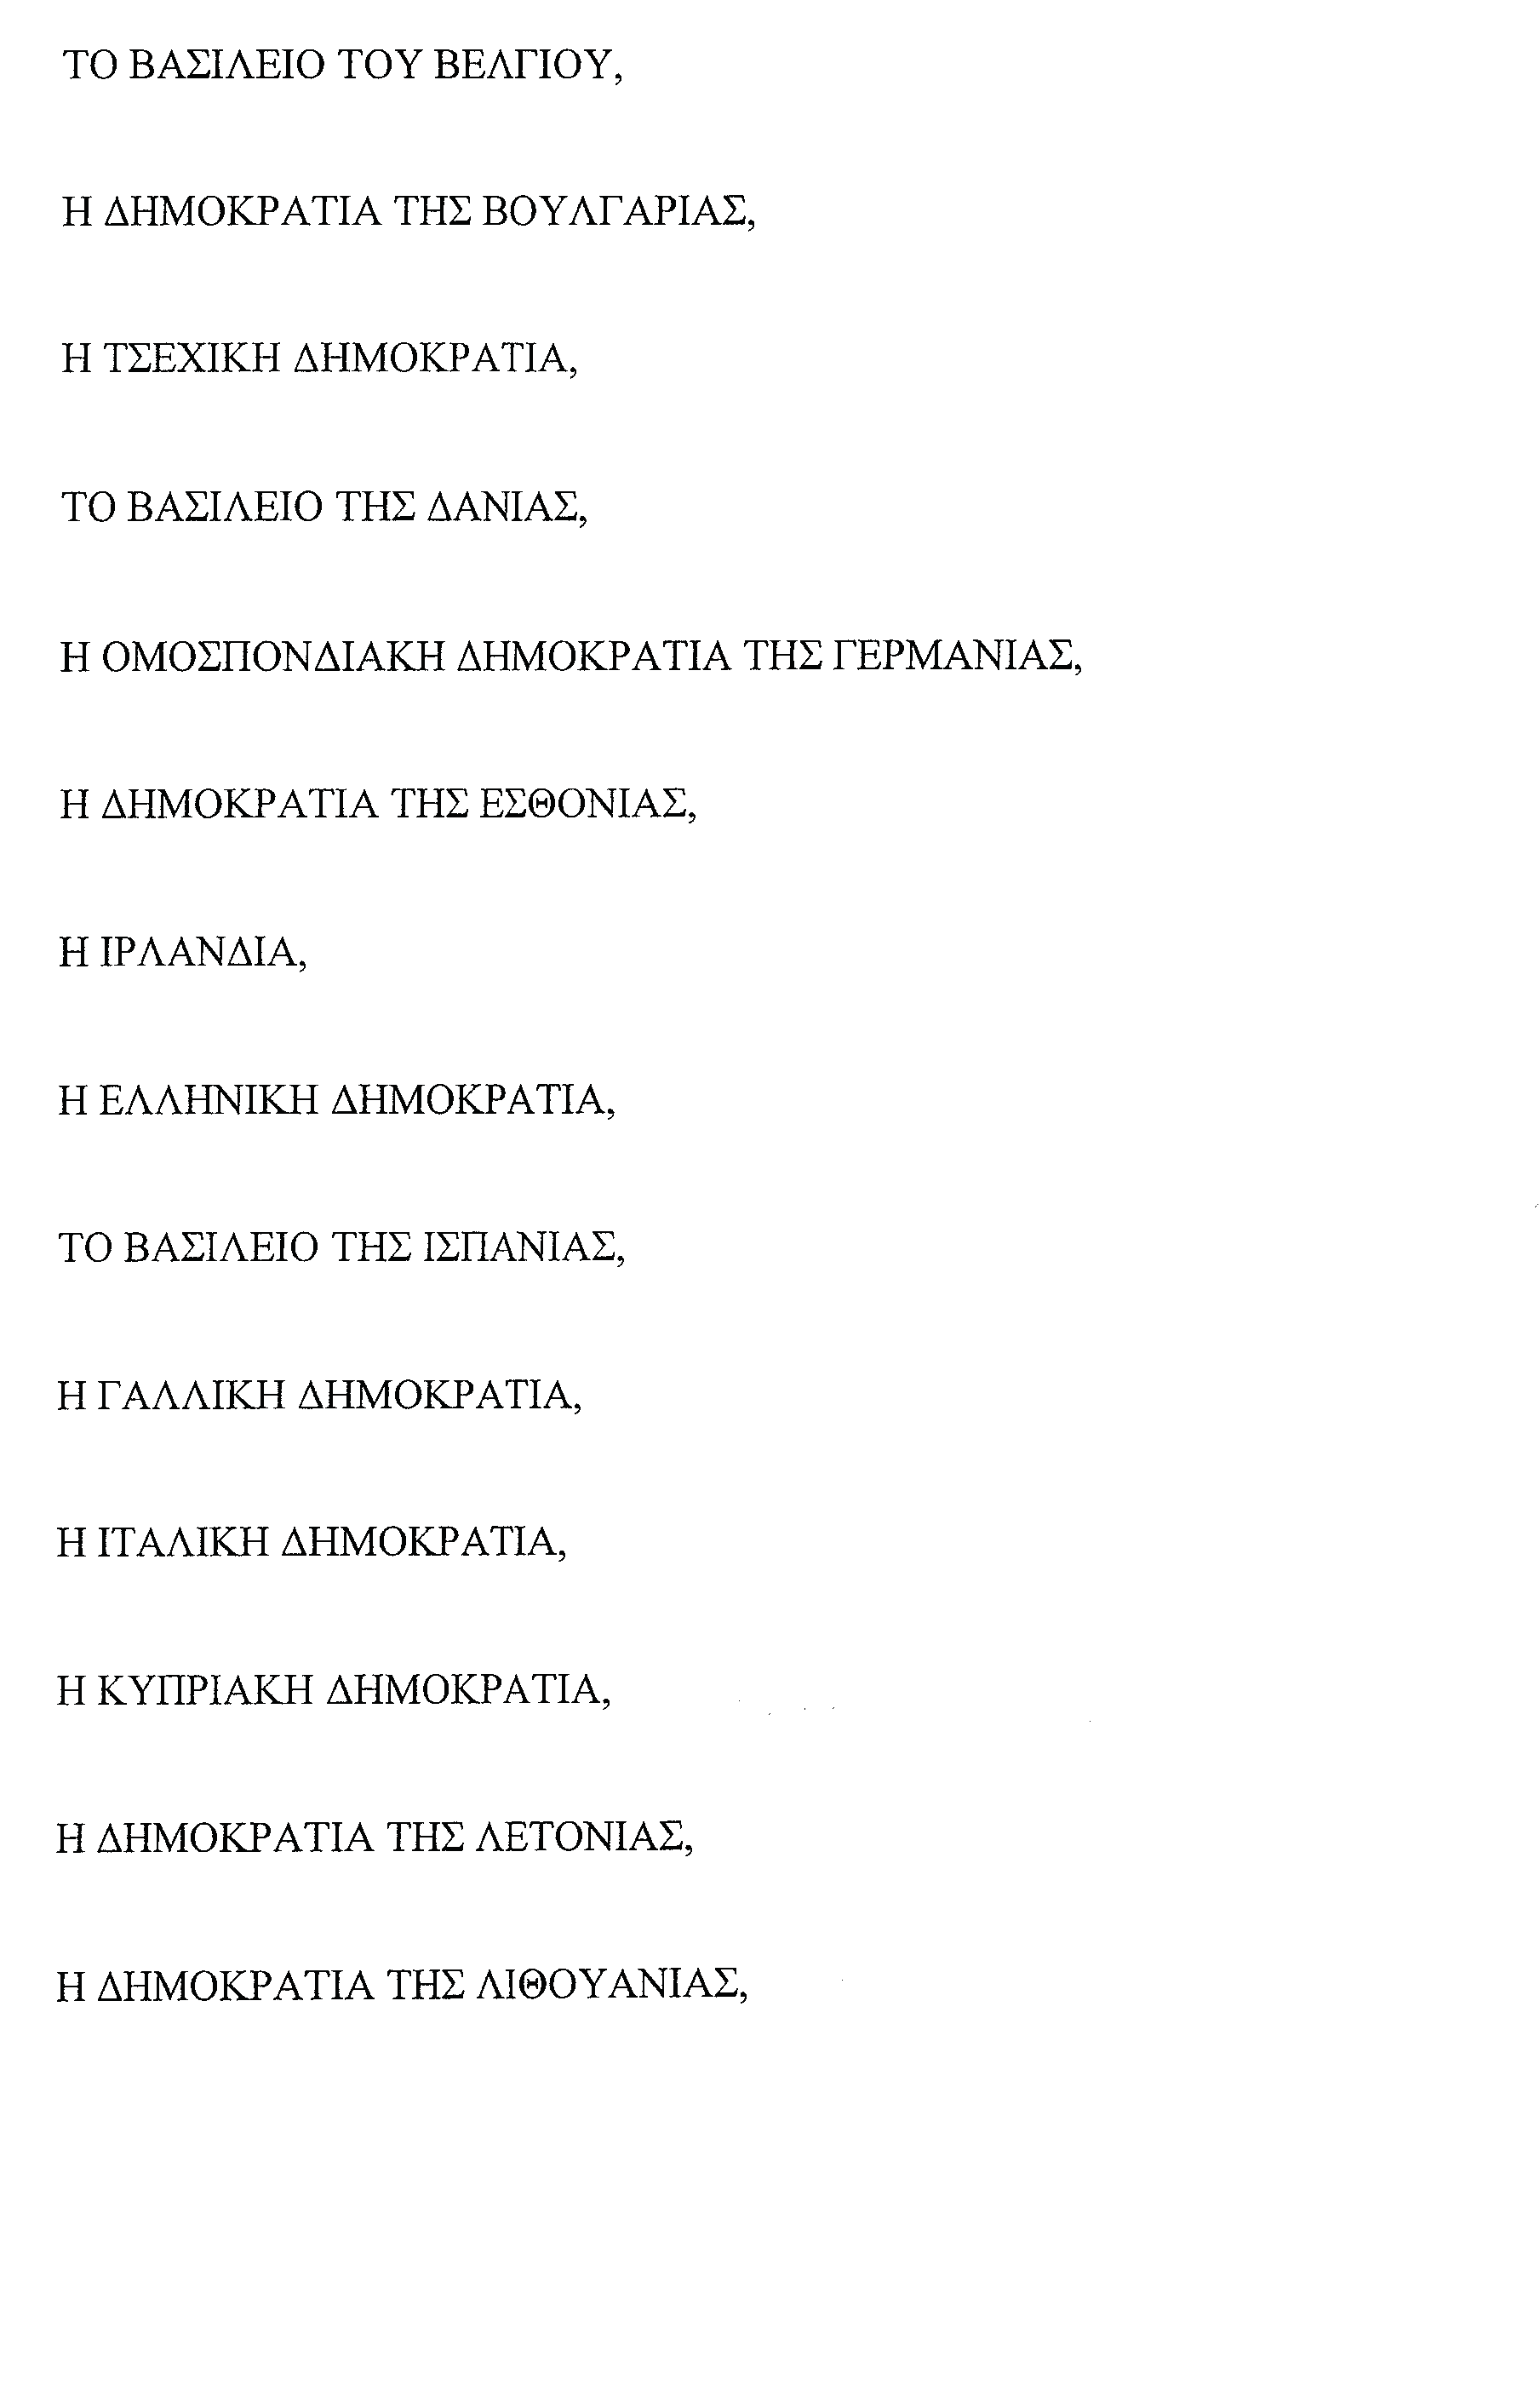 ΤΟ ΒΑΣΙΛΕΙΟ ΤΟΥ ΒΕΛΓΙΟΥ,
Η ΔΗΜΟΚΡΑΤΙΑ ΤΗΣ ΒΟΥΛΓΑΡΙΑΣ,
Η ΤΣΕΧΙΚΗ ΔΗΜΟΚΡΑΤΙΑ,
ΤΟ ΒΑΣΙΛΕΙΟ ΤΗΣ ΔΑΝΙΑΣ,
Η ΟΜΟΣΠΟΝΔΙΑΚΗ ΔΗΜΟΚΡΑΤΙΑ ΤΗΣ ΓΕΡΜΑΝΙΑΣ,
Η ΔΗΜΟΚΡΑΤΙΑ ΤΗΣ ΕΣΘΟΝΙΑΣ,
Η ΙΡΛΑΝΔΙΑ,
Η ΕΛΛΗΝΙΚΗ ΔΗΜΟΚΡΑΤΙΑ,
ΤΟ ΒΑΣΙΛΕΙΟ ΤΗΣ ΙΣΠΑΝΙΑΣ,
Η ΓΑΛΛΙΚΗ ΔΗΜΟΚΡΑΤΙΑ,
Η ΙΤΑΛΙΚΗ ΔΗΜΟΚΡΑΤΙΑ,
Η ΚΥΠΡΙΑΚΗ ΔΗΜΟΚΡΑΤΙΑ,
Η ΔΗΜΟΚΡΑΤΙΑ ΤΗΣ ΛΕΤΟΝΙΑΣ,
Η ΔΗΜΟΚΡΑΤΙΑ ΤΗΣ ΛΙΘΟΥΑΝΙΑΣ,